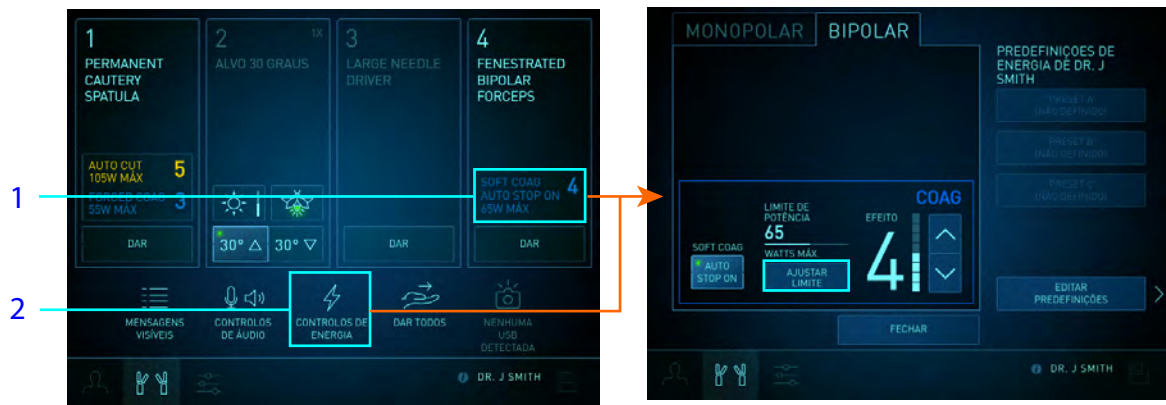 1
2
1
PERMANENT
CAUTERY
SPATULA
AUTO CUT 5
105W MÁX
FORCED COAG 3
55W MÁX
DAR
2 1X
ALVO 30 GRAUS
30° 30°
3
LARGE NEEDLE
DRIVER
DAR
4
FENESTRATED
BIPOLAR
FORCEPS
SOFT COAG 4
AUTO STOP ON
65W MÁX
DAR
MENSAGENS
VISÍVEIS
CONTROLOS
DE ÁUDIO
CONTROLOS DE
ENERGIA
DAR TODOS
NENHUMA
USB
DETECTADA
DR. J SMITH
MONOPOLAR BIPOLAR
COAG
LIMITE DE
POTÊNCIA
65
WATTS MÁX.
AJUSTAR
LIMITE
SOFT COAG
AUTO
STOP ON
EFEITO
4
FECHAR
PREDEFINIÇOES DE
ENERGIA DE DR. J
SMITH
PRESET A
(NÃO DEFINIDO)
PRESET B
(NÃO DEFINIDO)
PRESET C
(NÃO DEFINIDO)
EDITAR
PREDEFINIÇÕES
DR. J SMITH